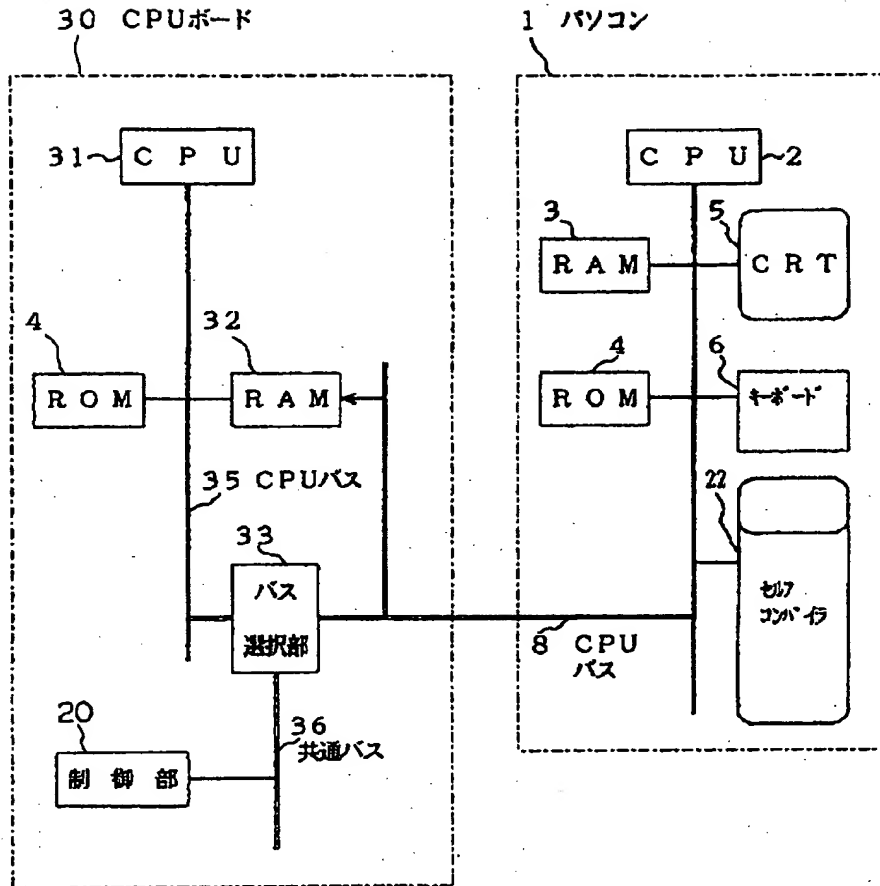 30 CPUボード
1 パソコン
31
CPU
CPU
2
3
RAM
5
CRT
4
ROM
32
RAM
4
ROM
6
キーボード
35 CPUバス
33
バス
選択部
22
セルフ
コンパイラ
8 CPU
バス
20
制御部
36
共通バス